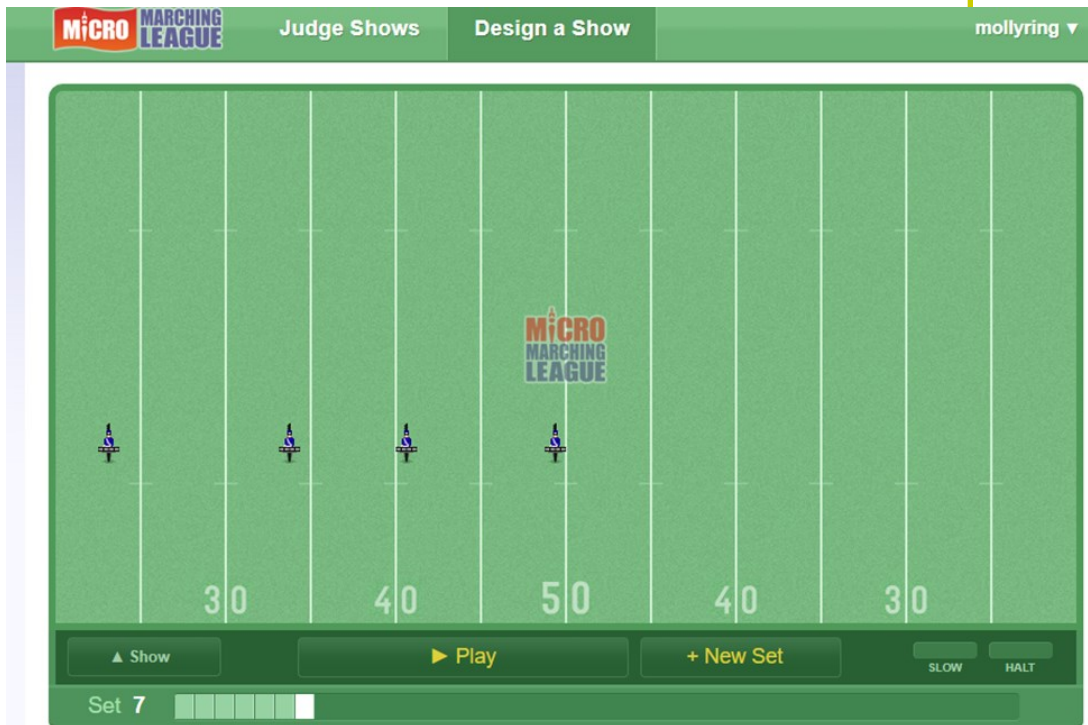 MiCRO MARCHING LEAGUE Judge Shows Design a Show mollyring ▼
MiCRO
MARCHING
LEAGUE
30 40 50 40 30
▲ Show ► Play + New Set SLOW HALT
Set 7